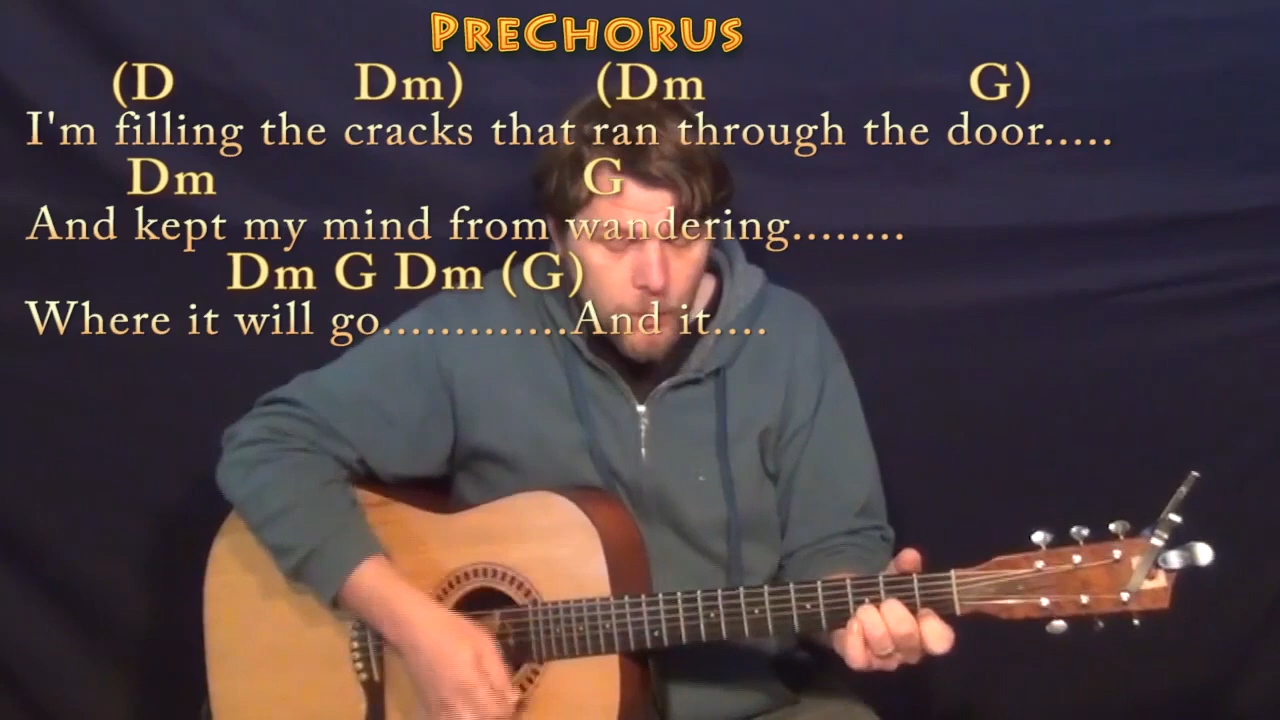 PreChorus
(D Dm) (Dm G)
I'm filling the cracks that ran through the door.....
Dm G
And kept my mind from wandering........
Dm G Dm (G)
Where it will go.............And it....